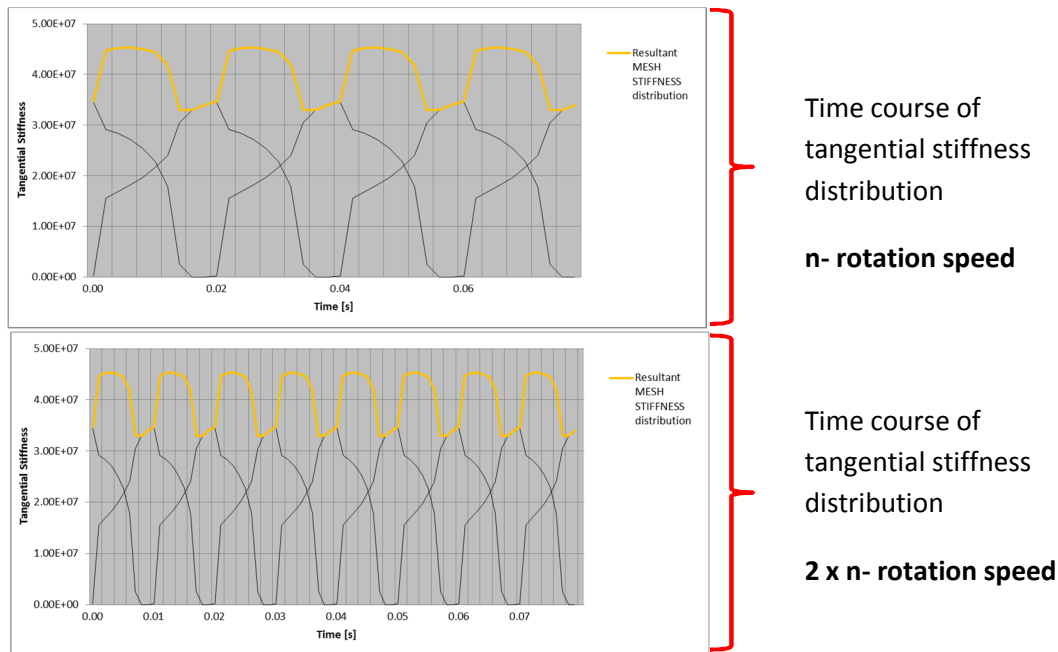 5.00E+07
4.00E+07
3.00E+07
2.00E+07
1.00E+07
0.00E+00
Tangential Stiffness
0.00
0.02
0.04
0.06
Time [s]
Resultant
MESH
STIFFNESS
distribution
Time course of
tangential stiffness
distribution
n- rotation speed
5.00E+07
4.00E+07
3.00E+07
2.00E+07
1.00E+07
0.00E+00
Tangential Stiffness
0.00
0.01
0.02
0.03
0.04
0.05
0.06
0.07
Time [s]
Resultant
MESH
STIFFNESS
distribution
Time course of
tangential stiffness
distribution
2 x n- rotation speed